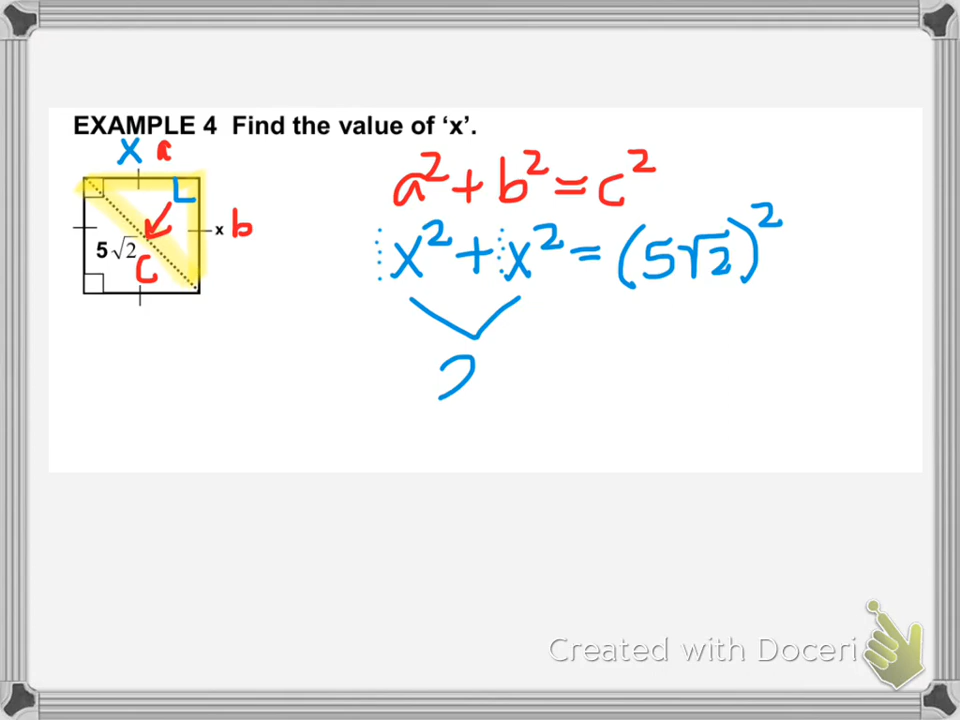 EXAMPLE 4 Find the value of ‘x’.
X a
a² + b² = c²
x b
5√2
c
x² + x² = (5√2)²
2
Created with Doceri